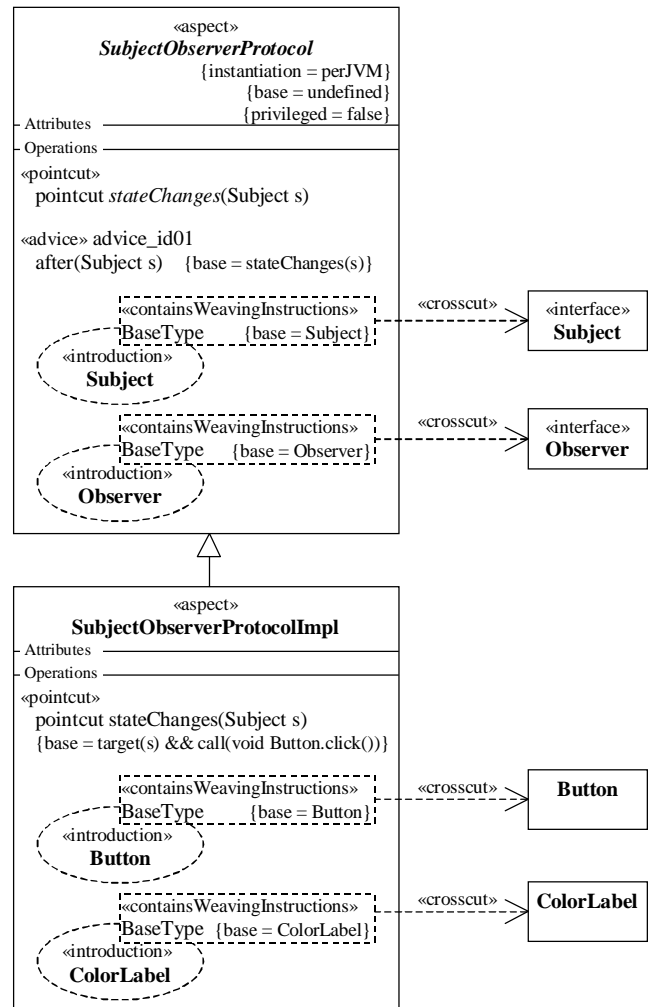 «aspect»
SubjectObserverProtocol
{instantiation = perJVM}
{base = undefined}
{privileged = false}
Attributes
Operations
«pointcut»
pointcut stateChanges(Subject s)
«advice» advice_id01
after(Subject s) {base = stateChanges(s)}
«containsWeavingInstructions»
BaseType {base = Subject}
«introduction»
Subject
«crosscut»
«interface»
Subject
«containsWeavingInstructions»
BaseType {base = Observer}
«introduction»
Observer
«crosscut»
«interface»
Observer
«aspect»
SubjectObserverProtocolImpl
Attributes
Operations
«pointcut»
pointcut stateChanges(Subject s)
{base = target(s) && call(void Button.click())}
«containsWeavingInstructions»
BaseType {base = Button}
«introduction»
Button
«crosscut»
Button
«containsWeavingInstructions»
BaseType {base = ColorLabel}
«introduction»
ColorLabel
«crosscut»
ColorLabel